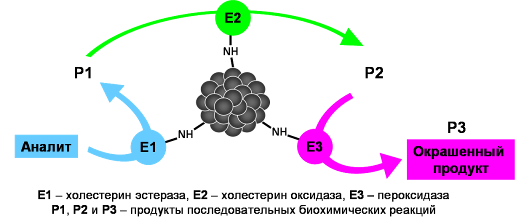 E2
NH
P1
P2
P3
Аналит
E1
NH
NH
E3
Окрашенный
продукт
E1 – холестерин эстераза, E2 – холестерин оксидаза, E3 – пероксидаза
P1, P2 и P3 – продукты последовательных биохимических реакций